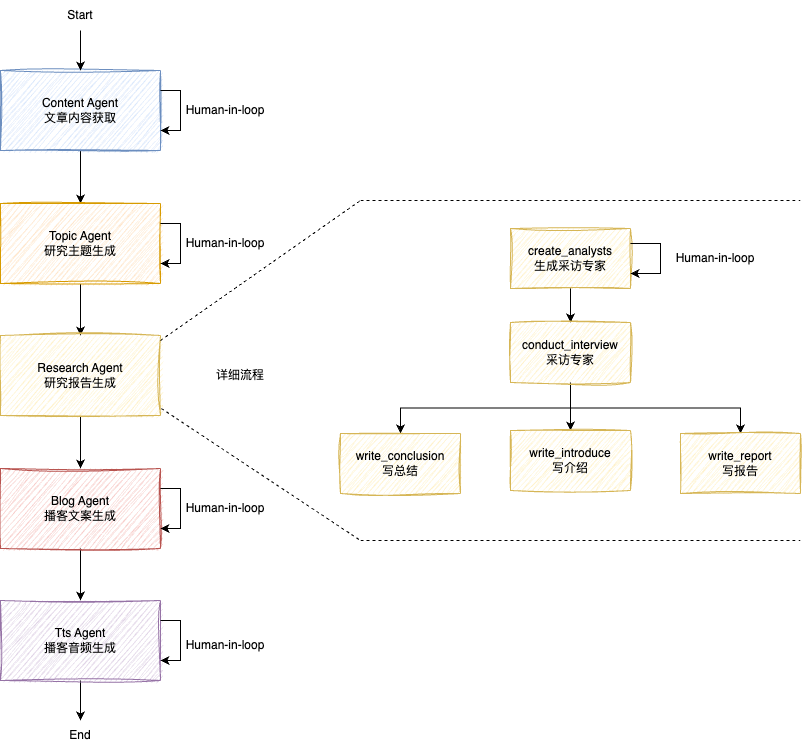 Start
Content Agent
文章内容获取
Human-in-loop
Topic Agent
研究主题生成
Human-in-loop
Research Agent
研究报告生成
详细流程
create_analysts
生成采访专家
Human-in-loop
conduct_interview
采访专家
write_conclusion
写总结
write_introduce
写介绍
write_report
写报告
Blog Agent
播客文案生成
Human-in-loop
Tts Agent
播客音频生成
Human-in-loop
End